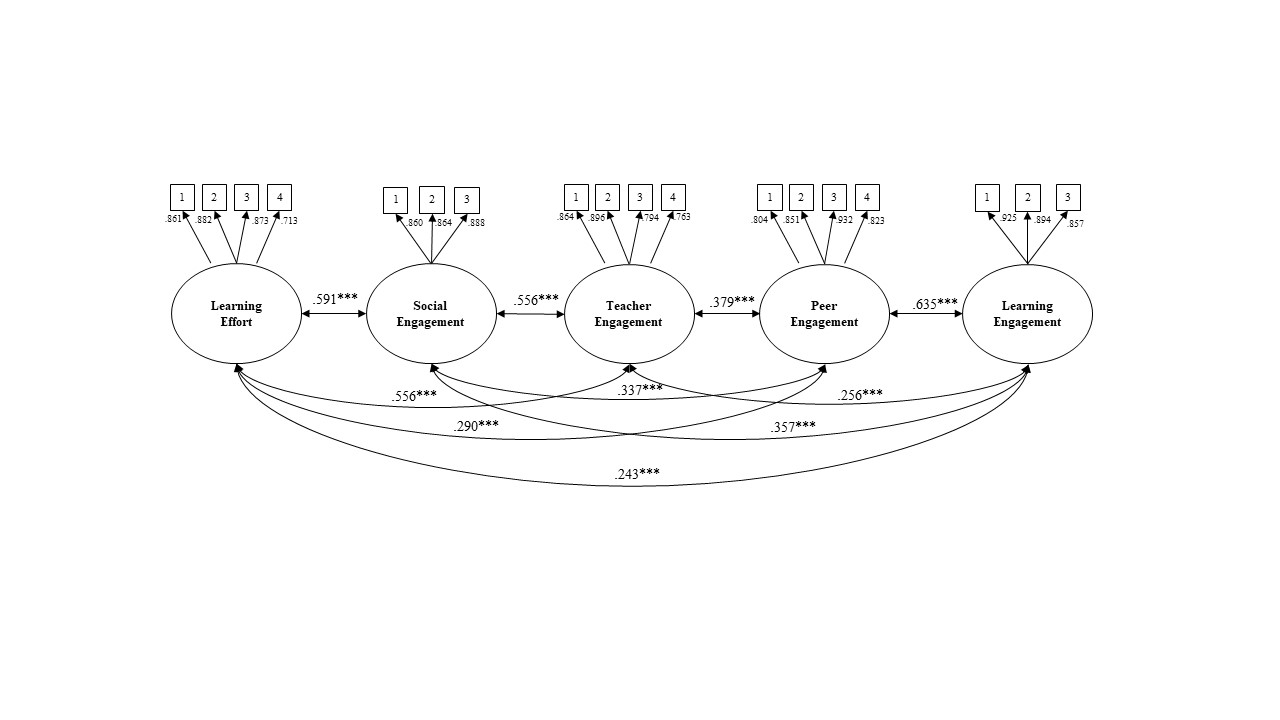 1 2 3 4
1 2 3
1 2 3 4
1 2 3 4
1 2 3
.861 .882 .873 .713
.860 .864 .888
.864 .896 .794 .763
.804 .851 .932 .823
.925 .894 .857
Learning
Effort
.591***
Social
Engagement
.556***
Teacher
Engagement
.379***
Peer
Engagement
.635***
Learning
Engagement
.556***
.337***
.256***
.290***
.357***
.243***